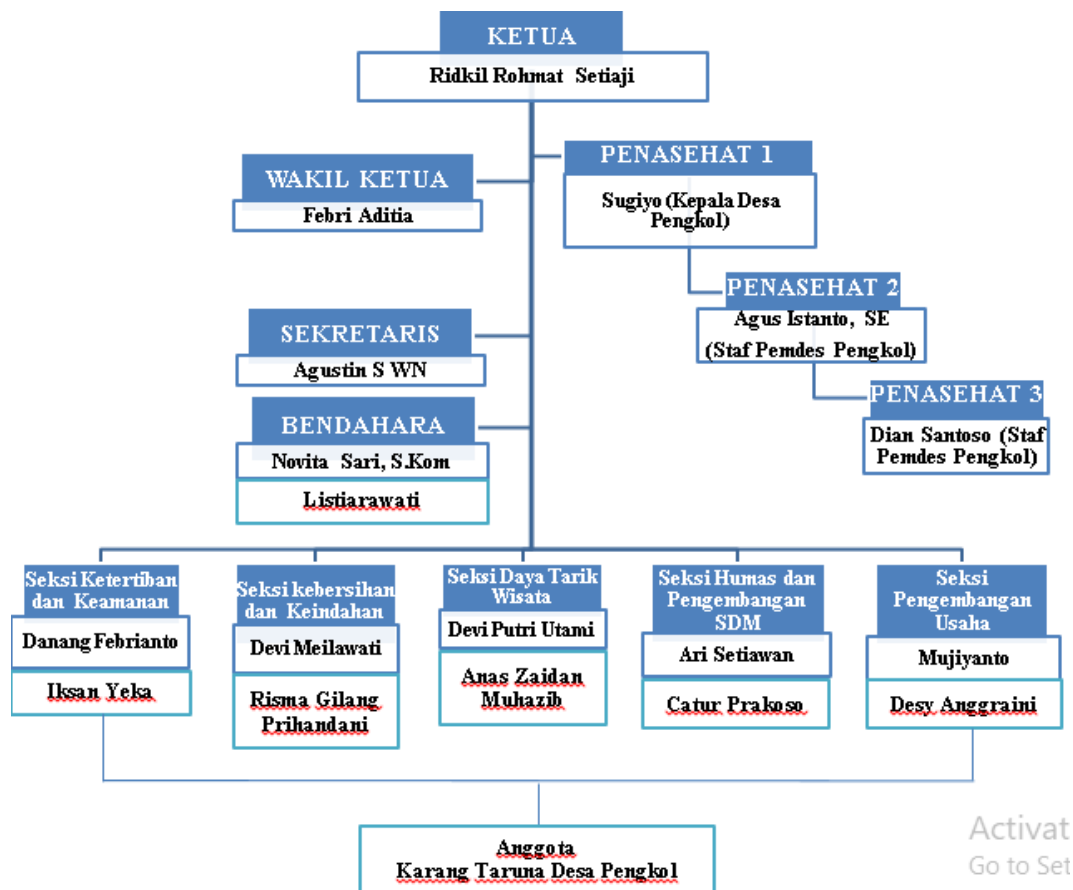 KETUA
Ridkil Rohmat Setiaji
WAKIL KETUA
Febri Aditia
PENASEHAT 1
Sugiyo (Kepala Desa
Pengkol)
PENASEHAT 2
Agus Istanto, SE
(Staf Pemdes Pengkol)
PENASEHAT 3
Dian Santoso (Staf
Pemdes Pengkol)
SEKRETARIS
Agustin S WN
BENDAHARA
Novita Sari, S.Kom
Listiarawati
Seksi Ketertiban
dan Keamanan
Danang Febrianto
Iksan Yeka
Seksi kebersihan
dan Keindahan
Devi Meilawati
Risma Gilang
Prihandani
Seksi Daya Tarik
Wisata
Devi Putri Utami
Anas Zaidan
Muhazib
Seksi Humas dan
Pengembangan
SDM
Ari Setiawan
Catur Prakoso
Seksi
Pengembangan
Usaha
Mujiyanto
Desy Anggraini
Anggota
Karang Taruna Desa Pengkol
Activat
Go to Set